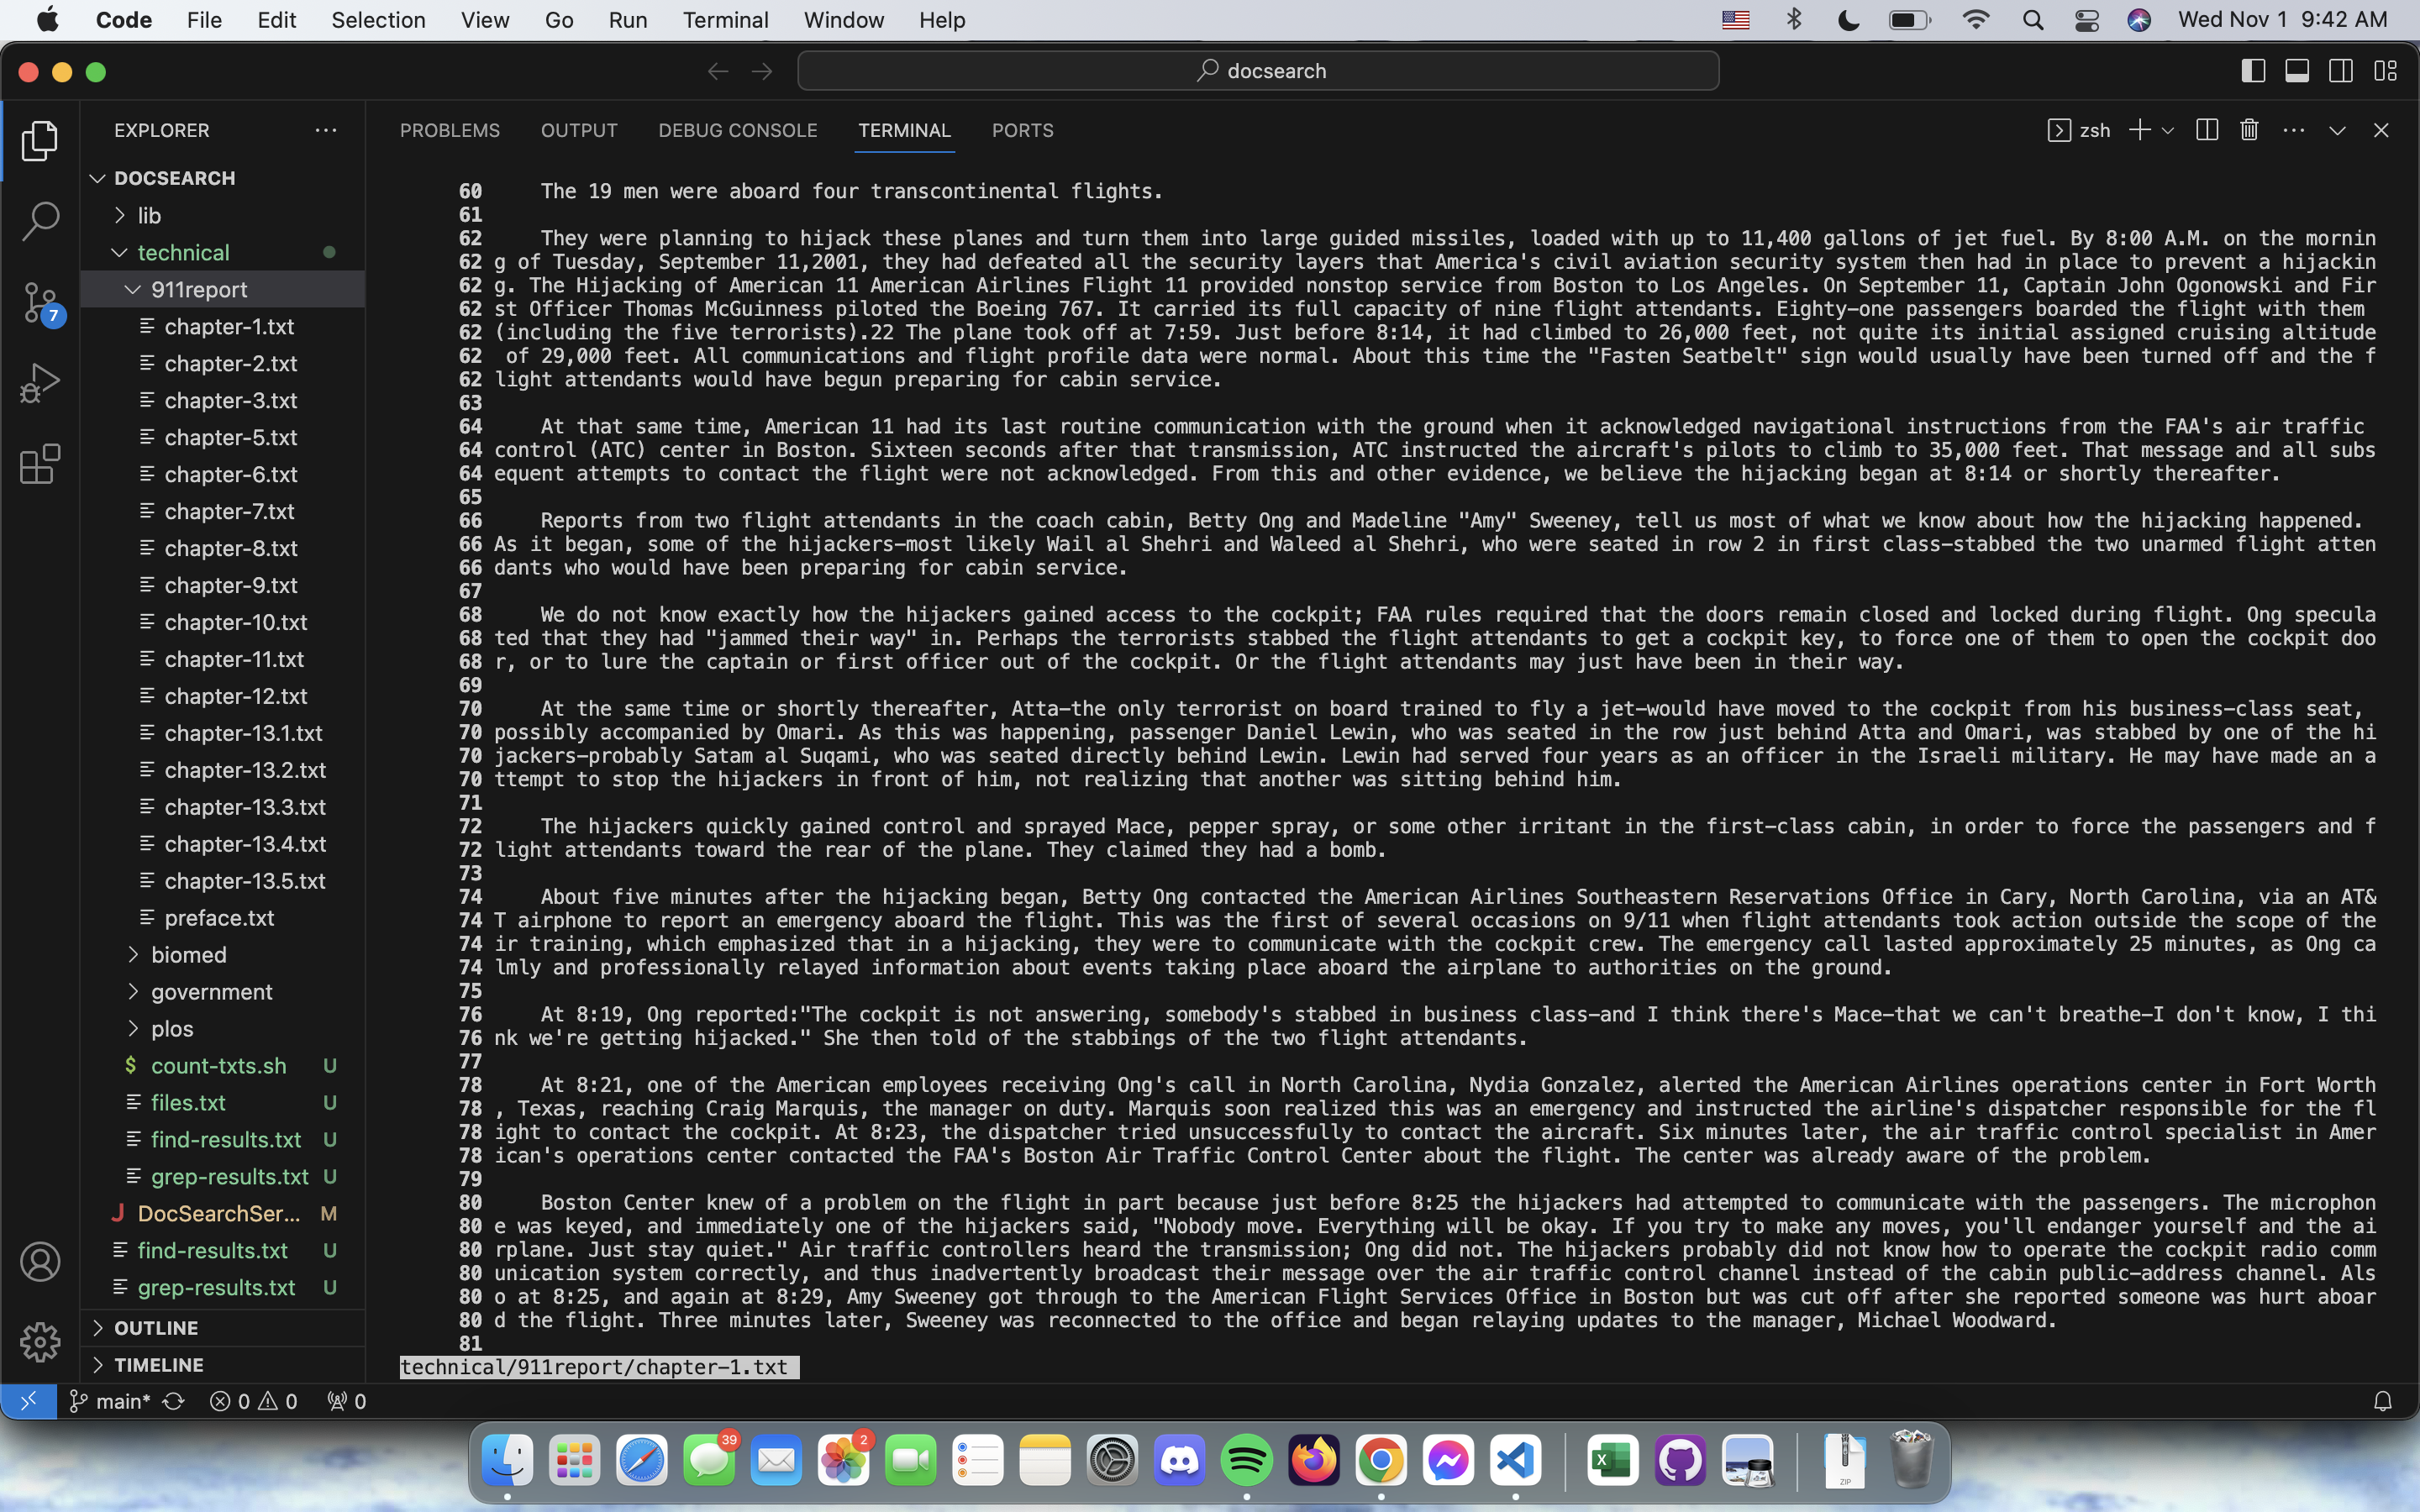 Code File Edit Selection View Go Run Terminal Window Help Wed Nov 1 9:42 AM
docsearch
EXPLORER
PROBLEMS OUTPUT DEBUG CONSOLE TERMINAL PORTS zsh
DOCSEARCH
lib
technical
911report
chapter-1.txt
chapter-2.txt
chapter-3.txt
chapter-5.txt
chapter-6.txt
chapter-7.txt
chapter-8.txt
chapter-9.txt
chapter-10.txt
chapter-11.txt
chapter-12.txt
chapter-13.1.txt
chapter-13.2.txt
chapter-13.3.txt
chapter-13.4.txt
chapter-13.5.txt
preface.txt
biomed
government
plos
count-txts.sh U
files.txt U
find-results.txt U
grep-results.txt U
DocSearchSer... M
find-results.txt U
grep-results.txt U
OUTLINE
TIMELINE
7
60 The 19 men were aboard four transcontinental flights.
61
62 They were planning to hijack these planes and turn them into large guided missiles, loaded with up to 11,400 gallons of jet fuel. By 8:00 A.M. on the mornin
62 g of Tuesday, September 11,2001, they had defeated all the security layers that America's civil aviation security system then had in place to prevent a hijackin
62 g. The Hijacking of American 11 American Airlines Flight 11 provided nonstop service from Boston to Los Angeles. On September 11, Captain John Ogonowski and Fir
62 st Officer Thomas McGuinness piloted the Boeing 767. It carried its full capacity of nine flight attendants. Eighty-one passengers boarded the flight with them
62 (including the five terrorists).22 The plane took off at 7:59. Just before 8:14, it had climbed to 26,000 feet, not quite its initial assigned cruising altitude
62 of 29,000 feet. All communications and flight profile data were normal. About this time the "Fasten Seatbelt" sign would usually have been turned off and the f
62 light attendants would have begun preparing for cabin service.
63
64 At that same time, American 11 had its last routine communication with the ground when it acknowledged navigational instructions from the FAA's air traffic
64 control (ATC) center in Boston. Sixteen seconds after that transmission, ATC instructed the aircraft's pilots to climb to 35,000 feet. That message and all subs
64 equent attempts to contact the flight were not acknowledged. From this and other evidence, we believe the hijacking began at 8:14 or shortly thereafter.
65
66 Reports from two flight attendants in the coach cabin, Betty Ong and Madeline "Amy" Sweeney, tell us most of what we know about how the hijacking happened.
66 As it began, some of the hijackers-most likely Wail al Shehri and Waleed al Shehri, who were seated in row 2 in first class-stabbed the two unarmed flight atten
66 dants who would have been preparing for cabin service.
67
68 We do not know exactly how the hijackers gained access to the cockpit; FAA rules required that the doors remain closed and locked during flight. Ong specula
68 ted that they had "jammed their way" in. Perhaps the terrorists stabbed the flight attendants to get a cockpit key, to force one of them to open the cockpit doo
68 r, or to lure the captain or first officer out of the cockpit. Or the flight attendants may just have been in their way.
69
70 At the same time or shortly thereafter, Atta-the only terrorist on board trained to fly a jet-would have moved to the cockpit from his business-class seat,
70 possibly accompanied by Omari. As this was happening, passenger Daniel Lewin, who was seated in the row just behind Atta and Omari, was stabbed by one of the hi
70 jackers-probably Satam al Suqami, who was seated directly behind Lewin. Lewin had served four years as an officer in the Israeli military. He may have made an a
70 ttempt to stop the hijackers in front of him, not realizing that another was sitting behind him.
71
72 The hijackers quickly gained control and sprayed Mace, pepper spray, or some other irritant in the first-class cabin, in order to force the passengers and f
72 light attendants toward the rear of the plane. They claimed they had a bomb.
73
74 About five minutes after the hijacking began, Betty Ong contacted the American Airlines Southeastern Reservations Office in Cary, North Carolina, via an AT&
74 T airphone to report an emergency aboard the flight. This was the first of several occasions on 9/11 when flight attendants took action outside the scope of the
74 ir training, which emphasized that in a hijacking, they were to communicate with the cockpit crew. The emergency call lasted approximately 25 minutes, as Ong ca
74 lmly and professionally relayed information about events taking place aboard the airplane to authorities on the ground.
75
76 At 8:19, Ong reported:"The cockpit is not answering, somebody's stabbed in business class-and I think there's Mace-that we can't breathe-I don't know, I thi
76 nk we're getting hijacked." She then told of the stabbings of the two flight attendants.
77
78 At 8:21, one of the American employees receiving Ong's call in North Carolina, Nydia Gonzalez, alerted the American Airlines operations center in Fort Worth
78 , Texas, reaching Craig Marquis, the manager on duty. Marquis soon realized this was an emergency and instructed the airline's dispatcher responsible for the fl
78 ight to contact the cockpit. At 8:23, the dispatcher tried unsuccessfully to contact the aircraft. Six minutes later, the air traffic control specialist in Amer
78 ican's operations center contacted the FAA's Boston Air Traffic Control Center about the flight. The center was already aware of the problem.
79
80 Boston Center knew of a problem on the flight in part because just before 8:25 the hijackers had attempted to communicate with the passengers. The microphon
80 e was keyed, and immediately one of the hijackers said, "Nobody move. Everything will be okay. If you try to make any moves, you'll endanger yourself and the ai
80 rplane. Just stay quiet." Air traffic controllers heard the transmission; Ong did not. The hijackers probably did not know how to operate the cockpit radio comm
80 unication system correctly, and thus inadvertently broadcast their message over the air traffic control channel instead of the cabin public-address channel. Als
80 o at 8:25, and again at 8:29, Amy Sweeney got through to the American Flight Services Office in Boston but was cut off after she reported someone was hurt aboar
80 d the flight. Three minutes later, Sweeney was reconnected to the office and began relaying updates to the manager, Michael Woodward.
81
technical/911report/chapter-1.txt
main* 0 0 0
39 2
ZIP